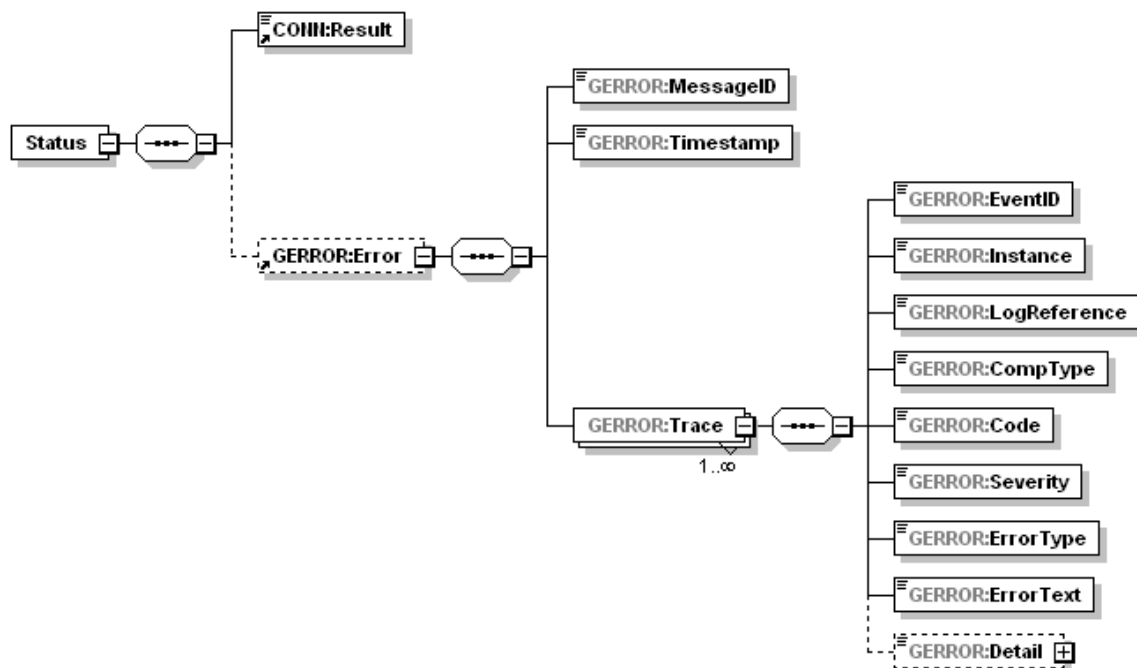 CONN:Result
GERROR:MessageID
Status
GERROR:Timestamp
GERROR:EventID
GERROR:Error
GERROR:Instance
GERROR:LogReference
GERROR:CompType
GERROR:Trace
GERROR:Code
1..∞
GERROR:Severity
GERROR:ErrorType
GERROR:ErrorText
GERROR:Detail